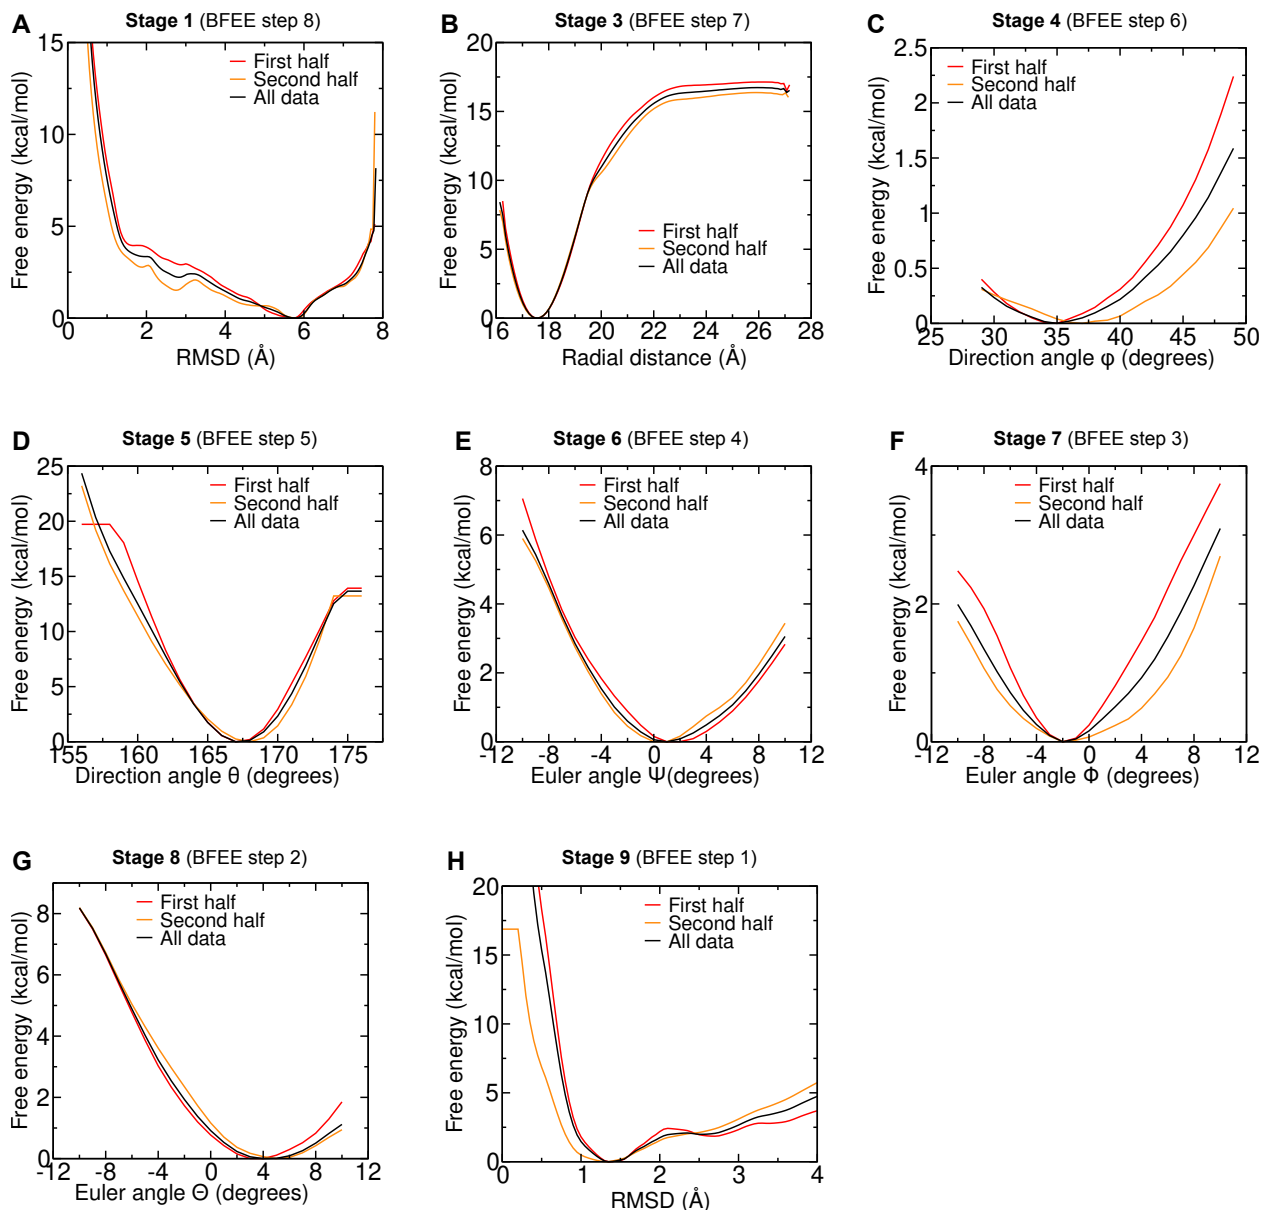 A
Stage 1 (BFEE step 8)
Free energy (kcal/mol)
15
10
5
0
First half
Second half
All data
0 2 4 6 8
RMSD (Å)
B
Stage 3 (BFEE step 7)
Free energy (kcal/mol)
20
15
10
5
0
First half
Second half
All data
16 18 20 22 24 26 28
Radial distance (Å)
C
Stage 4 (BFEE step 6)
Free energy (kcal/mol)
2.5
2
1.5
1
0.5
0
First half
Second half
All data
25 30 35 40 45 50
Direction angle φ (degrees)
D
Stage 5 (BFEE step 5)
Free energy (kcal/mol)
25
20
15
10
5
0
First half
Second half
All data
155 160 165 170 175
Direction angle θ (degrees)
E
Stage 6 (BFEE step 4)
Free energy (kcal/mol)
8
6
4
2
0
First half
Second half
All data
-12 -8 -4 0 4 8 12
Euler angle Ψ(degrees)
F
Stage 7 (BFEE step 3)
Free energy (kcal/mol)
4
2
0
First half
Second half
All data
-12 -8 -4 0 4 8 12
Euler angle Φ (degrees)
G
Stage 8 (BFEE step 2)
Free energy (kcal/mol)
8
6
4
2
0
First half
Second half
All data
-12 -8 -4 0 4 8 12
Euler angle Θ (degrees)
H
Stage 9 (BFEE step 1)
Free energy (kcal/mol)
20
15
10
5
0
First half
Second half
All data
0 1 2 3 4
RMSD (Å)